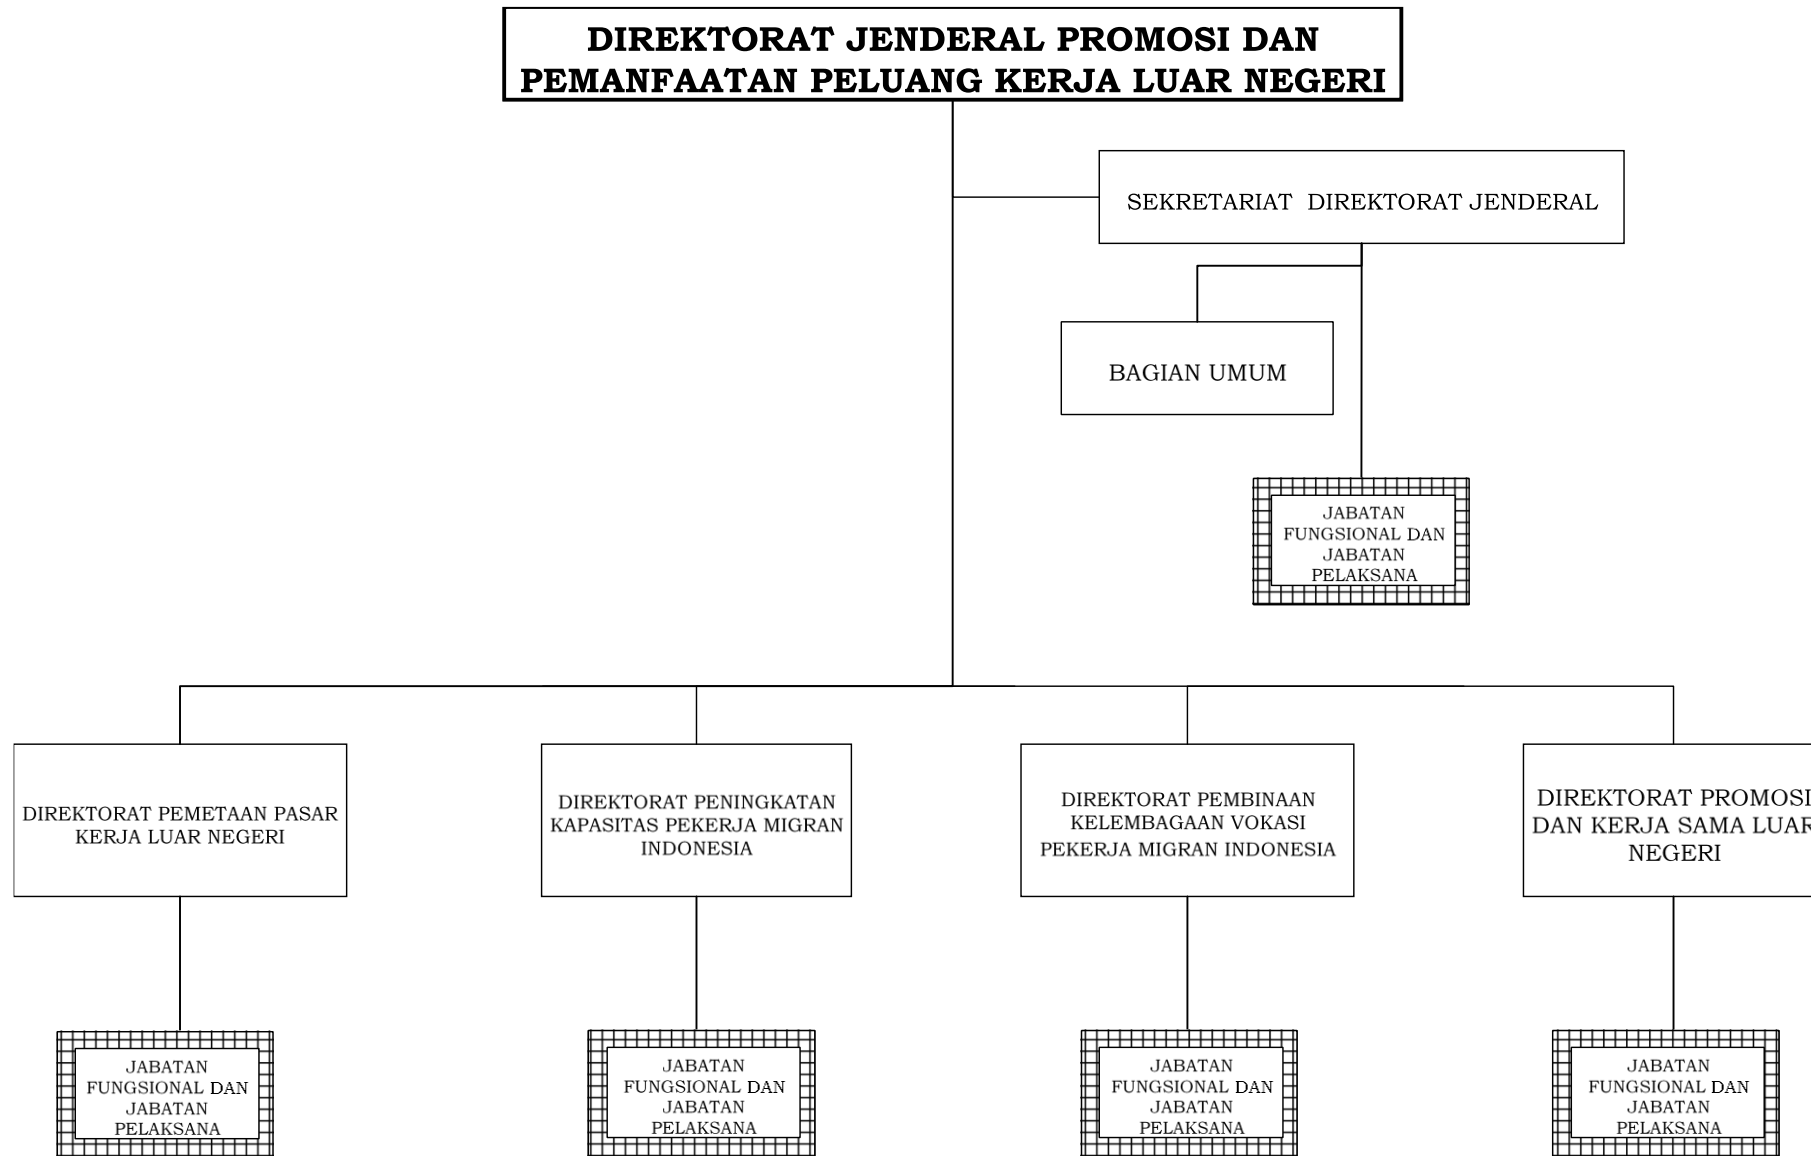 DIREKTORAT JENDERAL PROMOSI DAN
PEMANFAATAN PELUANG KERJA LUAR NEGERI
SEKRETARIAT DIREKTORAT JENDERAL
BAGIAN UMUM
JABATAN
FUNGSIONAL DAN
JABATAN
PELAKSANA
DIREKTORAT PEMETAAN PASAR
KERJA LUAR NEGERI
DIREKTORAT PENINGKATAN
KAPASITAS PEKERJA MIGRAN
INDONESIA
DIREKTORAT PEMBINAAN
KELEMBAGAAN VOKASI
PEKERJA MIGRAN INDONESIA
DIREKTORAT PROMOSI
DAN KERJA SAMA LUAR
NEGERI
JABATAN
FUNGSIONAL DAN
JABATAN
PELAKSANA
JABATAN
FUNGSIONAL DAN
JABATAN
PELAKSANA
JABATAN
FUNGSIONAL DAN
JABATAN
PELAKSANA
JABATAN
FUNGSIONAL DAN
JABATAN
PELAKSANA